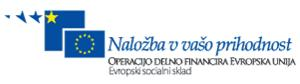 Naložba v vašo prihodnost
OPERACIJO DELNO FINANCIRA EVROPSKA UNIJA
Evropski socialni sklad